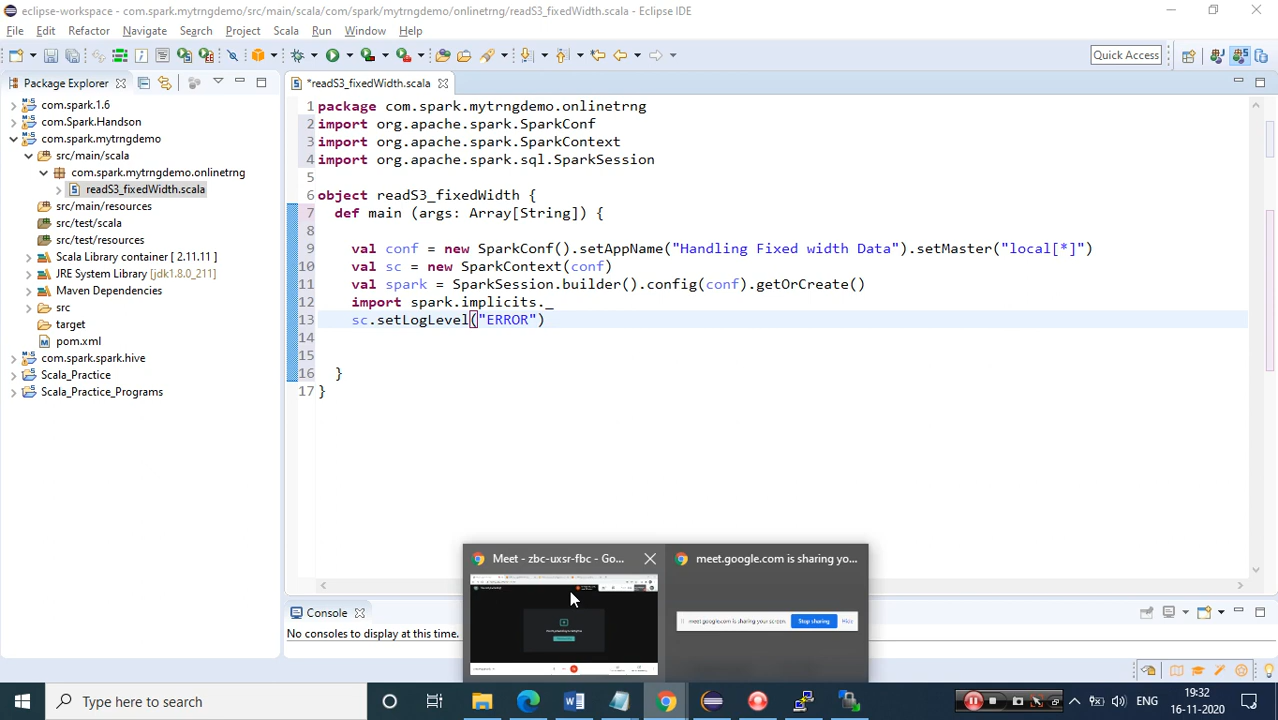 eclipse-workspace - com.spark.mytrngdemo/src/main/scala/com/spark/mytrngdemo/onlinetrng/readS3_fixedWidth.scala - Eclipse IDE
File Edit Refactor Navigate Search Project Scala Run Window Help
Quick Access
Package Explorer
*readS3_fixedWidth.scala
com.spark.1.6
com.Spark.Handson
com.spark.mytrngdemo
src/main/scala
com.spark.mytrngdemo.onlinetrng
readS3_fixedWidth.scala
src/main/resources
src/test/scala
src/test/resources
Scala Library container [ 2.11.11 ]
JRE System Library [jdk1.8.0_211]
Maven Dependencies
src
target
pom.xml
com.spark.spark.hive
Scala_Practice
Scala_Practice_Programs
1 package com.spark.mytrngdemo.onlinetrng
2 import org.apache.spark.SparkConf
3 import org.apache.spark.SparkContext
4 import org.apache.spark.sql.SparkSession
5
6 object readS3_fixedWidth {
7 def main (args: Array[String]) {
8
9 val conf = new SparkConf().setAppName("Handling Fixed width Data").setMaster("local[*]")
10 val sc = new SparkContext(conf)
11 val spark = SparkSession.builder().config(conf).getOrCreate()
12 import spark.implicits._
13 sc.setLogLevel("ERROR")
14
15
16 }
17 }
Console
No consoles to display at this time.
Meet - zbc-uxsr-fbc - Go...
meet.google.com is sharing yo...
meet.google.com is sharing your screen.
Stop sharing
Hide
Type here to search
ENG
19:32
16-11-2020